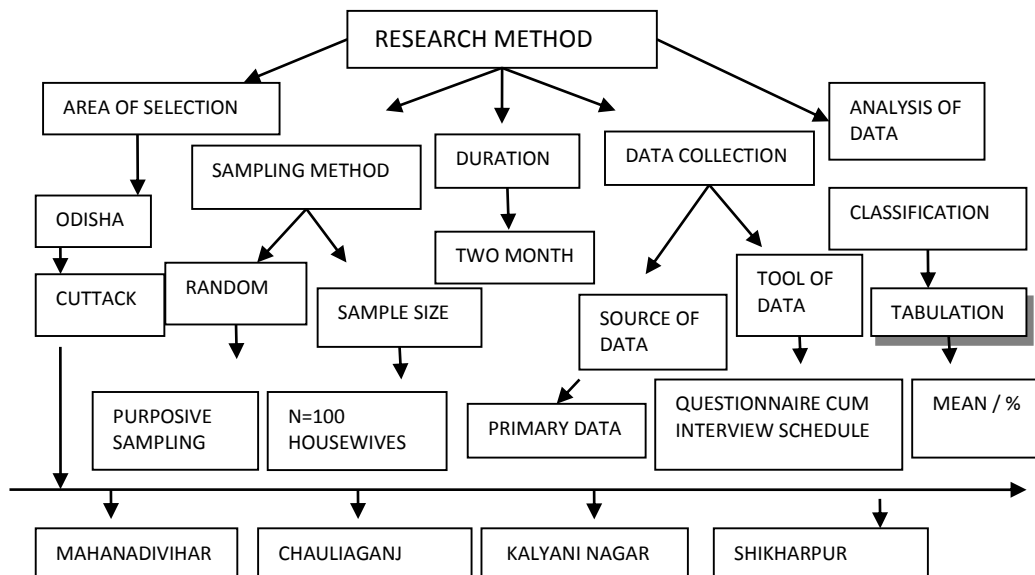 RESEARCH METHOD
AREA OF SELECTION
ANALYSIS OF
DATA
SAMPLING METHOD
DURATION
DATA COLLECTION
ODISHA
CLASSIFICATION
TWO MONTH
CUTTACK
RANDOM
SAMPLE SIZE
SOURCE OF
DATA
TOOL OF
DATA
TABULATION
PURPOSIVE
SAMPLING
N=100
HOUSEWIVES
PRIMARY DATA
QUESTIONNAIRE CUM
INTERVIEW SCHEDULE
MEAN / %
MAHANADIVIHAR
CHAULIAGANJ
KALYANI NAGAR
SHIKHARPUR